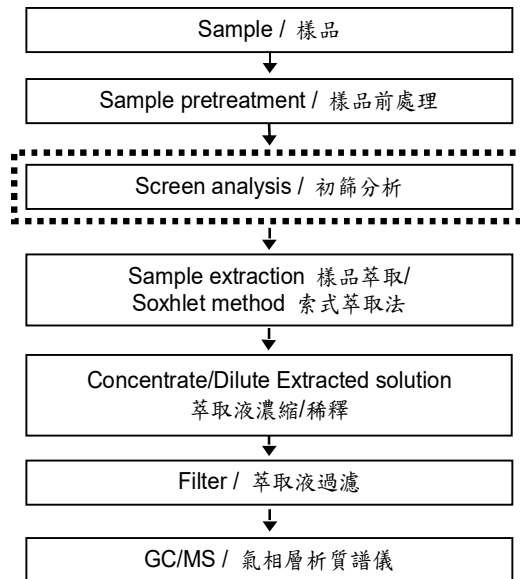 Sample / 樣品
Sample pretreatment / 樣品前處理
Screen analysis / 初篩分析
Sample extraction 樣品萃取/
Soxhlet method 索式萃取法
Concentrate/Dilute Extracted solution
萃取液濃縮/稀釋
Filter / 萃取液過濾
GC/MS / 氣相層析質譜儀